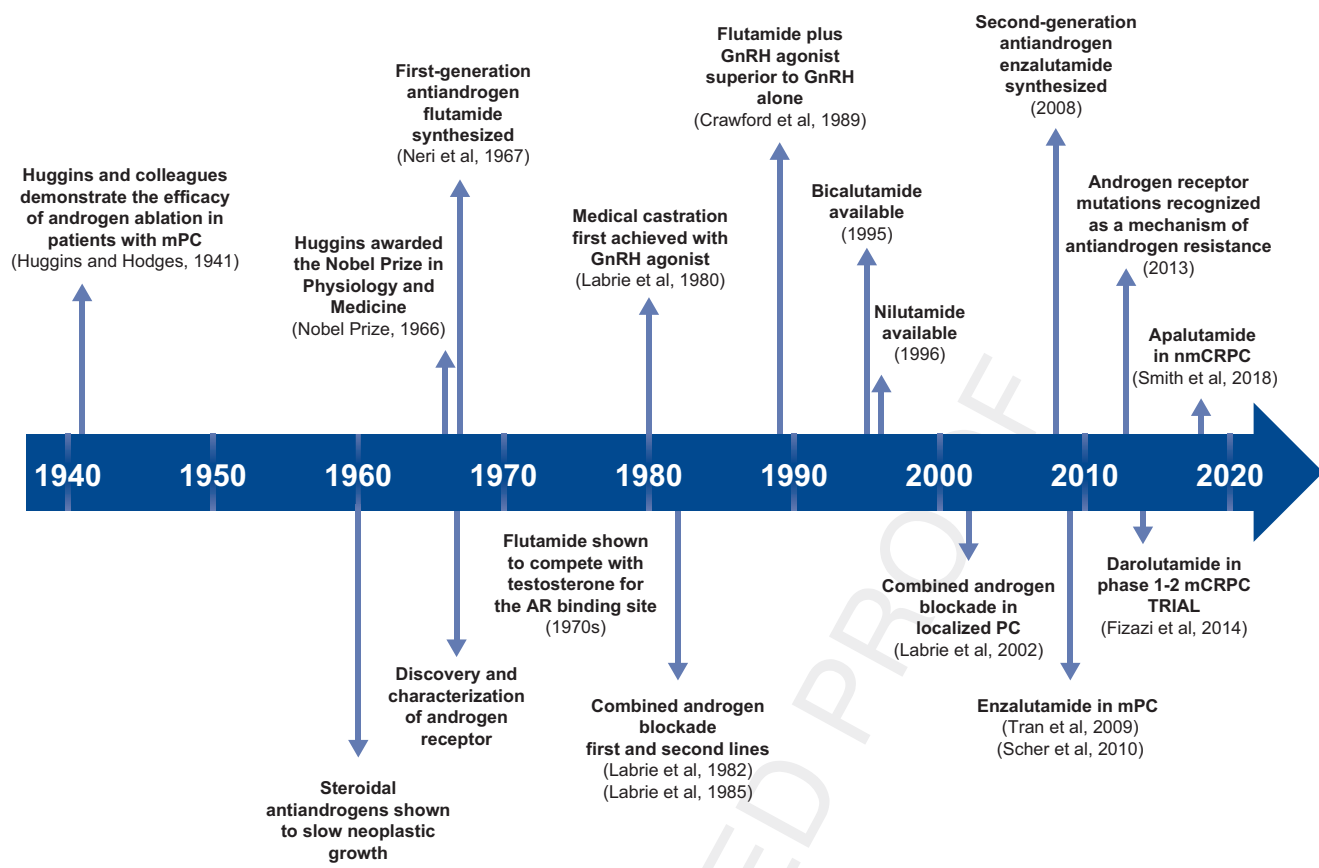 Huggins and colleagues
demonstrate the efficacy
of androgen ablation in
patients with mPC
(Huggins and Hodges, 1941)
Huggins awarded
the Nobel Prize in
Physiology and
Medicine
(Nobel Prize, 1966)
First-generation
antiandrogen
flutamide
synthesized
(Neri et al, 1967)
Medical castration
first achieved with
GnRH agonist
(Labrie et al, 1980)
Flutamide plus
GnRH agonist
superior to GnRH
alone
(Crawford et al, 1989)
Bicalutamide
available
(1995)
Nilutamide
available
(1996)
Second-generation
antiandrogen
enzalutamide
synthesized
(2008)
Androgen receptor
mutations recognized
as a mechanism of
antiandrogen resistance
(2013)
Apalutamide
in nmCRPC
(Smith et al, 2018)
1940 1950 1960 1970 1980 1990 2000 2010 2020
Steroidal
antiandrogens shown
to slow neoplastic
growth
Discovery and
characterization
of androgen
receptor
Flutamide shown
to compete with
testosterone for
the AR binding site
(1970s)
Combined androgen
blockade
first and second lines
(Labrie et al, 1982)
(Labrie et al, 1985)
Combined androgen
blockade in
localized PC
(Labrie et al, 2002)
Enzalutamide in mPC
(Tran et al, 2009)
(Scher et al, 2010)
Darolutamide in
phase 1-2 mCRPC
TRIAL
(Fizazi et al, 2014)
ED PROOF